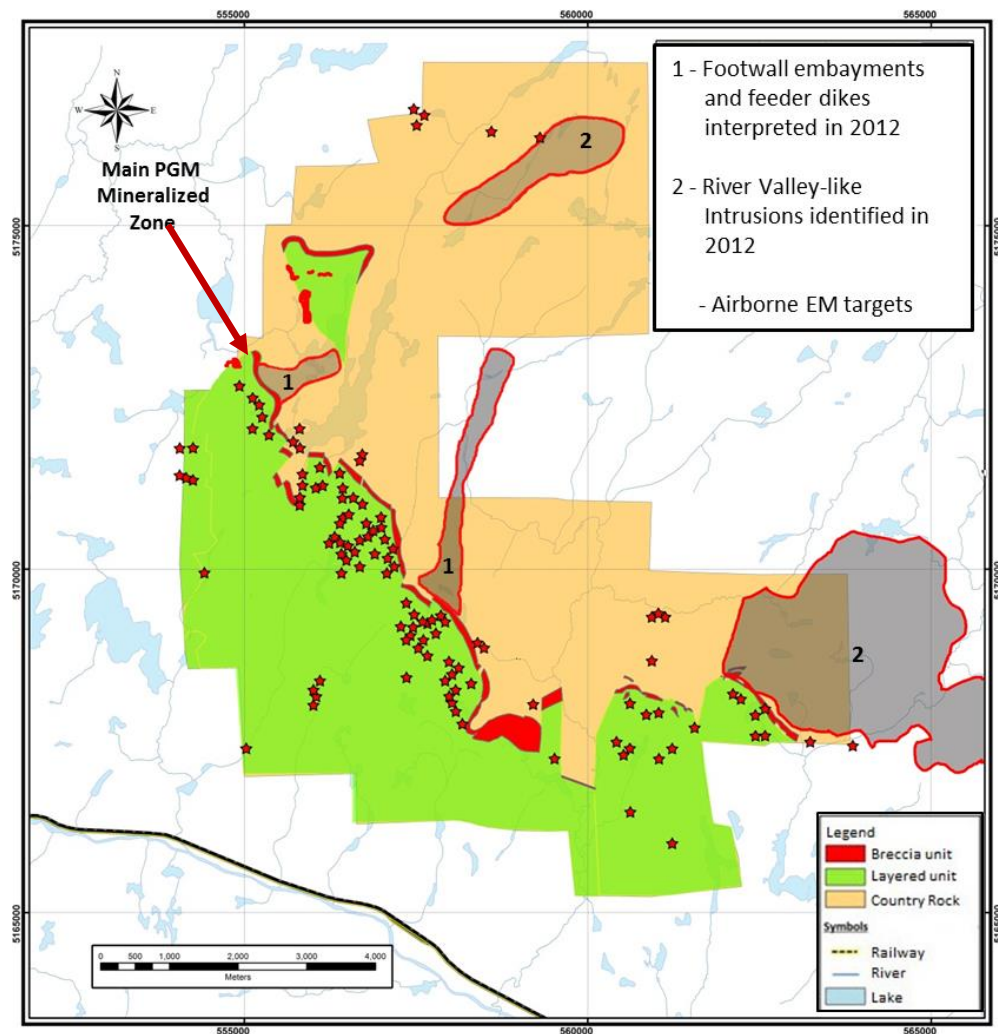 555000
560000
565000
1 - Footwall embayments
and feeder dikes
interpreted in 2012
2 - River Valley-like
Intrusions identified in
2012
- Airborne EM targets
N
W
E
S
Main PGM
Mineralized
Zone
2
5175000
5175000
1
1
5170000
5170000
2
5165000
5165000
Legend
Breccia unit
Layered unit
Country Rock
Symbols
Railway
River
Lake
0 500 1,000 2,000 3,000 4,000
Meters
555000
560000
565000